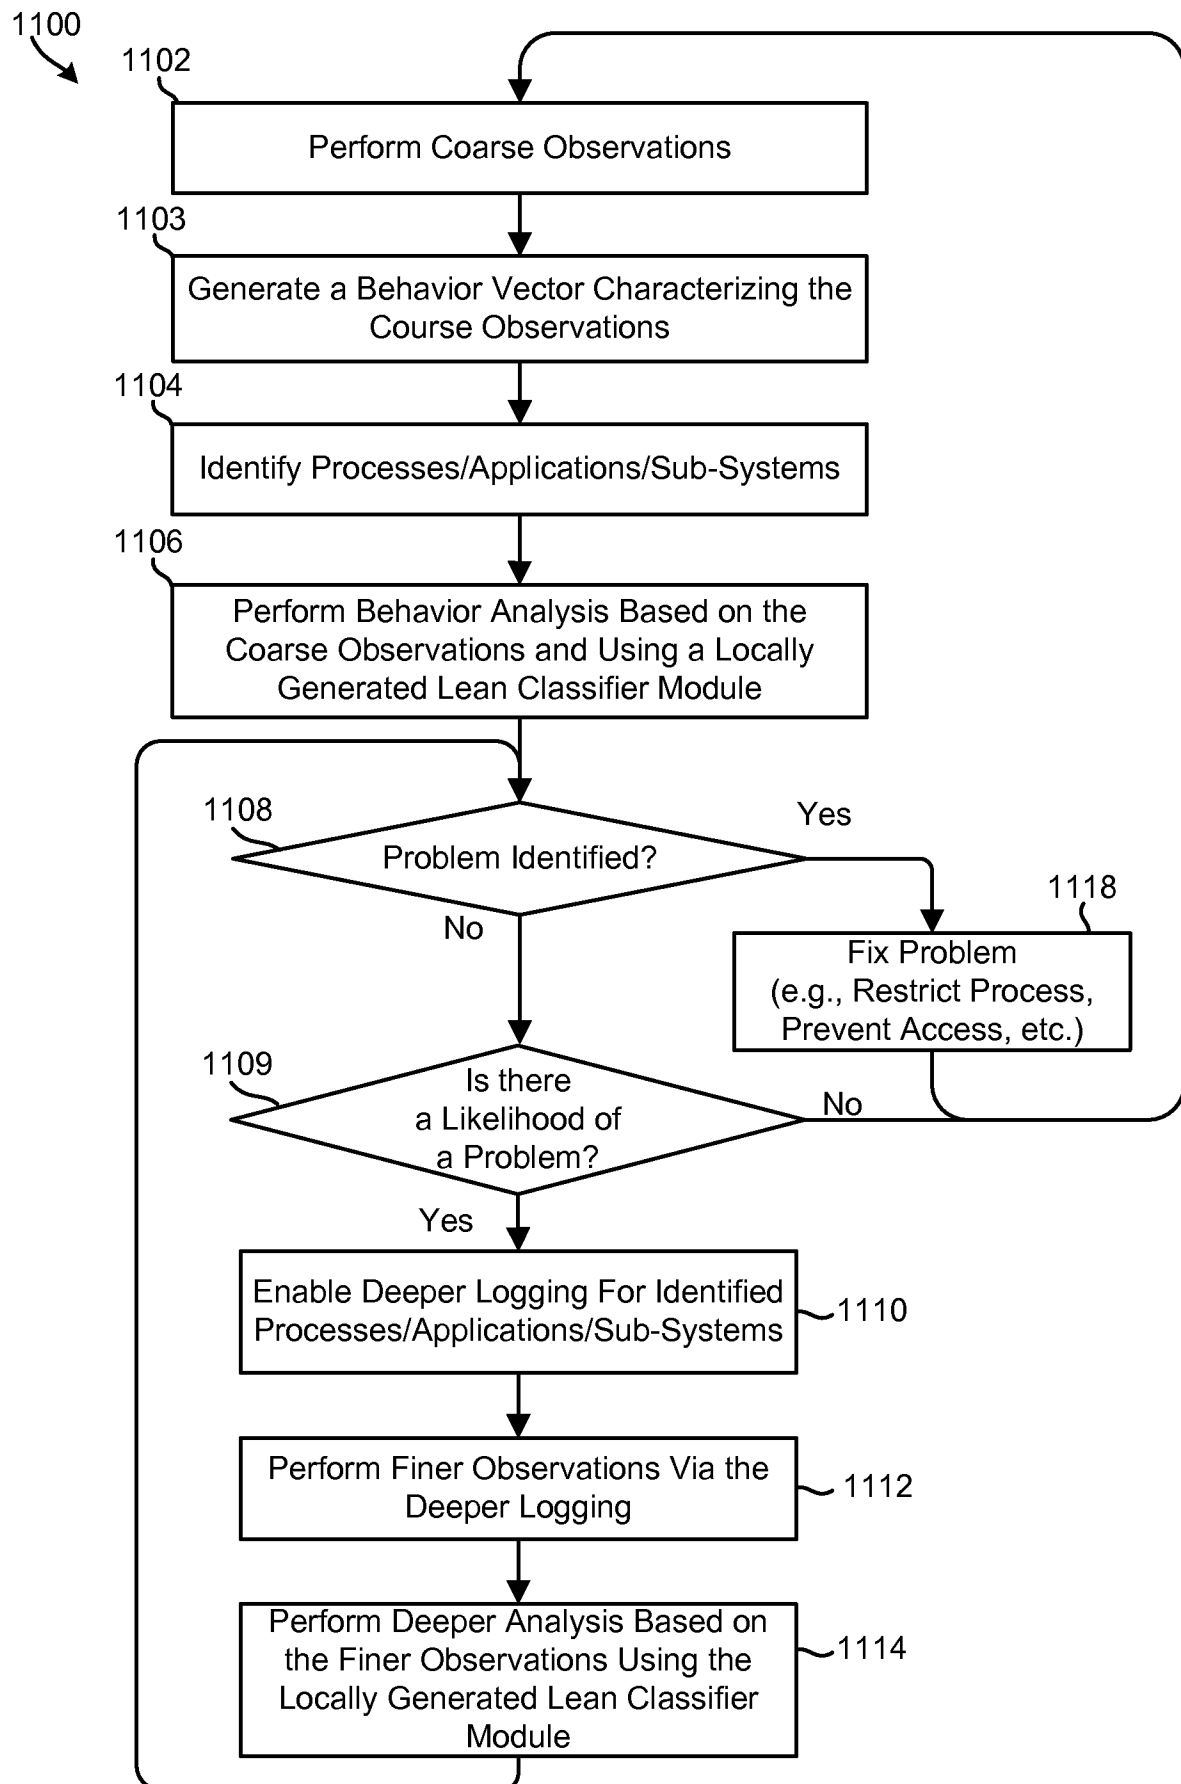 1100
1102
Perform Coarse Observations
1103
Generate a Behavior Vector Characterizing the
Course Observations
1104
Identify Processes/Applications/Sub-Systems
1106
Perform Behavior Analysis Based on the
Coarse Observations and Using a Locally
Generated Lean Classifier Module
1108
Problem Identified?
Yes
No
1118
Fix Problem
(e.g., Restrict Process,
Prevent Access, etc.)
1109
Is there
a Likelihood of
a Problem?
No
Yes
Enable Deeper Logging For Identified
Processes/Applications/Sub-Systems
1110
Perform Finer Observations Via the
Deeper Logging
1112
Perform Deeper Analysis Based on
the Finer Observations Using the
Locally Generated Lean Classifier
Module
1114